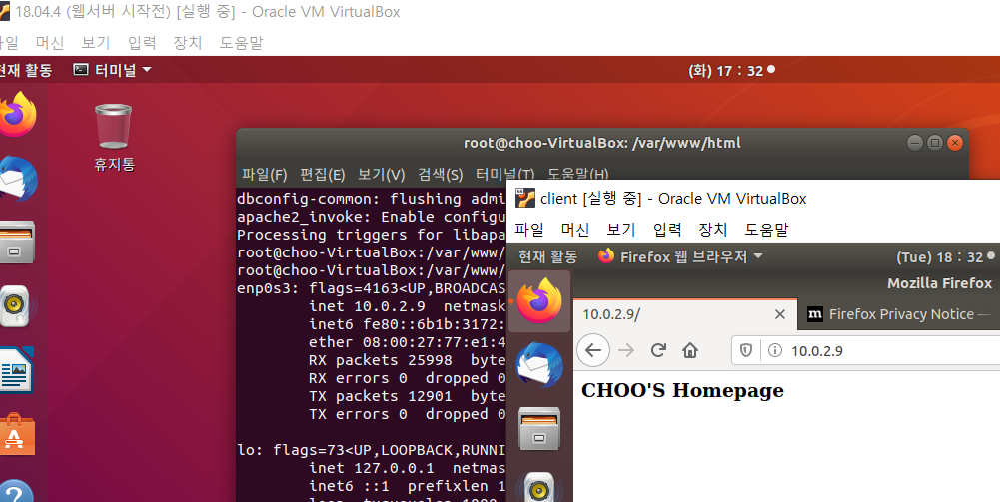 18.04.4 (웹서버 시작전) [실행 중] - Oracle VM VirtualBox
파일 머신 보기 입력 장치 도움말
현재 활동 터미널 (화) 17 : 32
휴지통
root@choo-VirtualBox: /var/www/html
파일(F) 편집(E) 보기(V) 검색(S) 터미널(T) 도움말(H)
dbconfig-common: flushing admi
apache2_invoke: Enable configu
Processing triggers for libapa
root@choo-VirtualBox:/var/www/
root@choo-VirtualBox:/var/www/
enp0s3: flags=4163<UP,BROADCAS
inet 10.0.2.9 netmask
inet6 fe80::6b1b:3172:
ether 08:00:27:77:e1:4
RX packets 25998 byte
RX errors 0 dropped 0
TX packets 12901 byte
TX errors 0 dropped 0
lo: flags=73<UP,LOOPBACK,RUNNI
inet 127.0.0.1 netmas
inet6 ::1 prefixlen 1
client [실행 중] - Oracle VM VirtualBox
파일 머신 보기 입력 장치 도움말
현재 활동 Firefox 웹 브라우저 (Tue) 18 : 32
Mozilla Firefox
10.0.2.9/ Firefox Privacy Notice —
10.0.2.9
CHOO'S Homepage